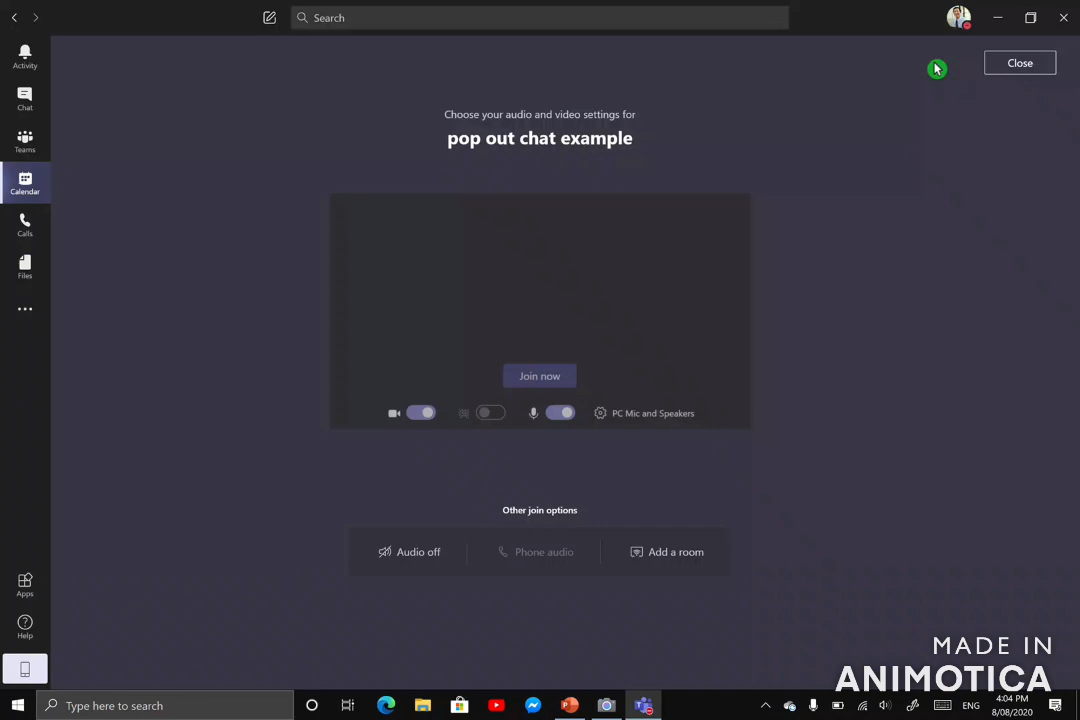 Search
Activity
Close
Chat
Choose your audio and video settings for
pop out chat example
Teams
Calendar
Calls
Files
Join now
PC Mic and Speakers
Other join options
Audio off
Phone audio
Add a room
Apps
Help
MADE IN
ANIMOTICA
Type here to search
ENG
4:04 PM
8/08/2020